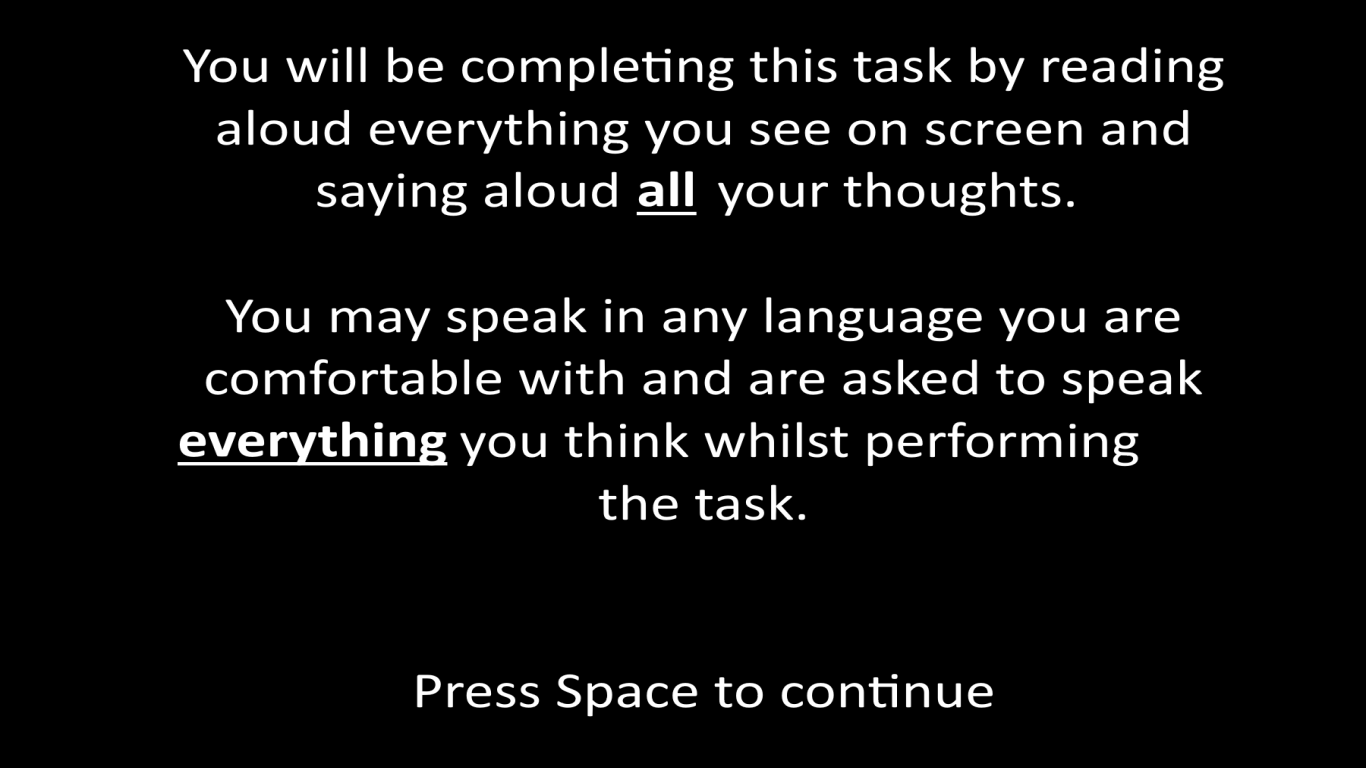 You will be completing this task by reading
aloud everything you see on screen and
saying aloud all your thoughts.
You may speak in any language you are
comfortable with and are asked to speak
everything you think whilst performing
the task.
Press Space to continue